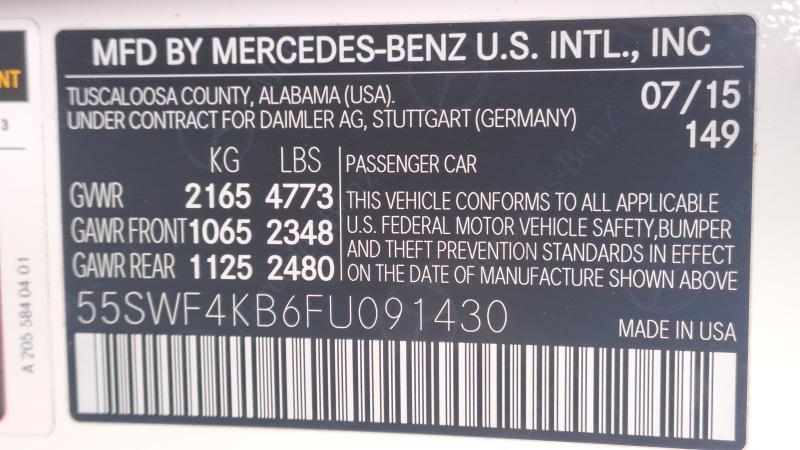 MFD BY MERCEDES-BENZ U.S. INTL., INC
TUSCALOOSA COUNTY, ALABAMA (USA).
UNDER CONTRACT FOR DAIMLER AG, STUTTGART (GERMANY)
07/15
149
KG LBS
GVWR 2165 4773
GAWR FRONT 1065 2348
GAWR REAR 1125 2480
PASSENGER CAR
THIS VEHICLE CONFORMS TO ALL APPLICABLE
U.S. FEDERAL MOTOR VEHICLE SAFETY,BUMPER
AND THEFT PREVENTION STANDARDS IN EFFECT
ON THE DATE OF MANUFACTURE SHOWN ABOVE
55SWF4KB6FU091430
MADE IN USA
A 205 584 04 01
NT
3